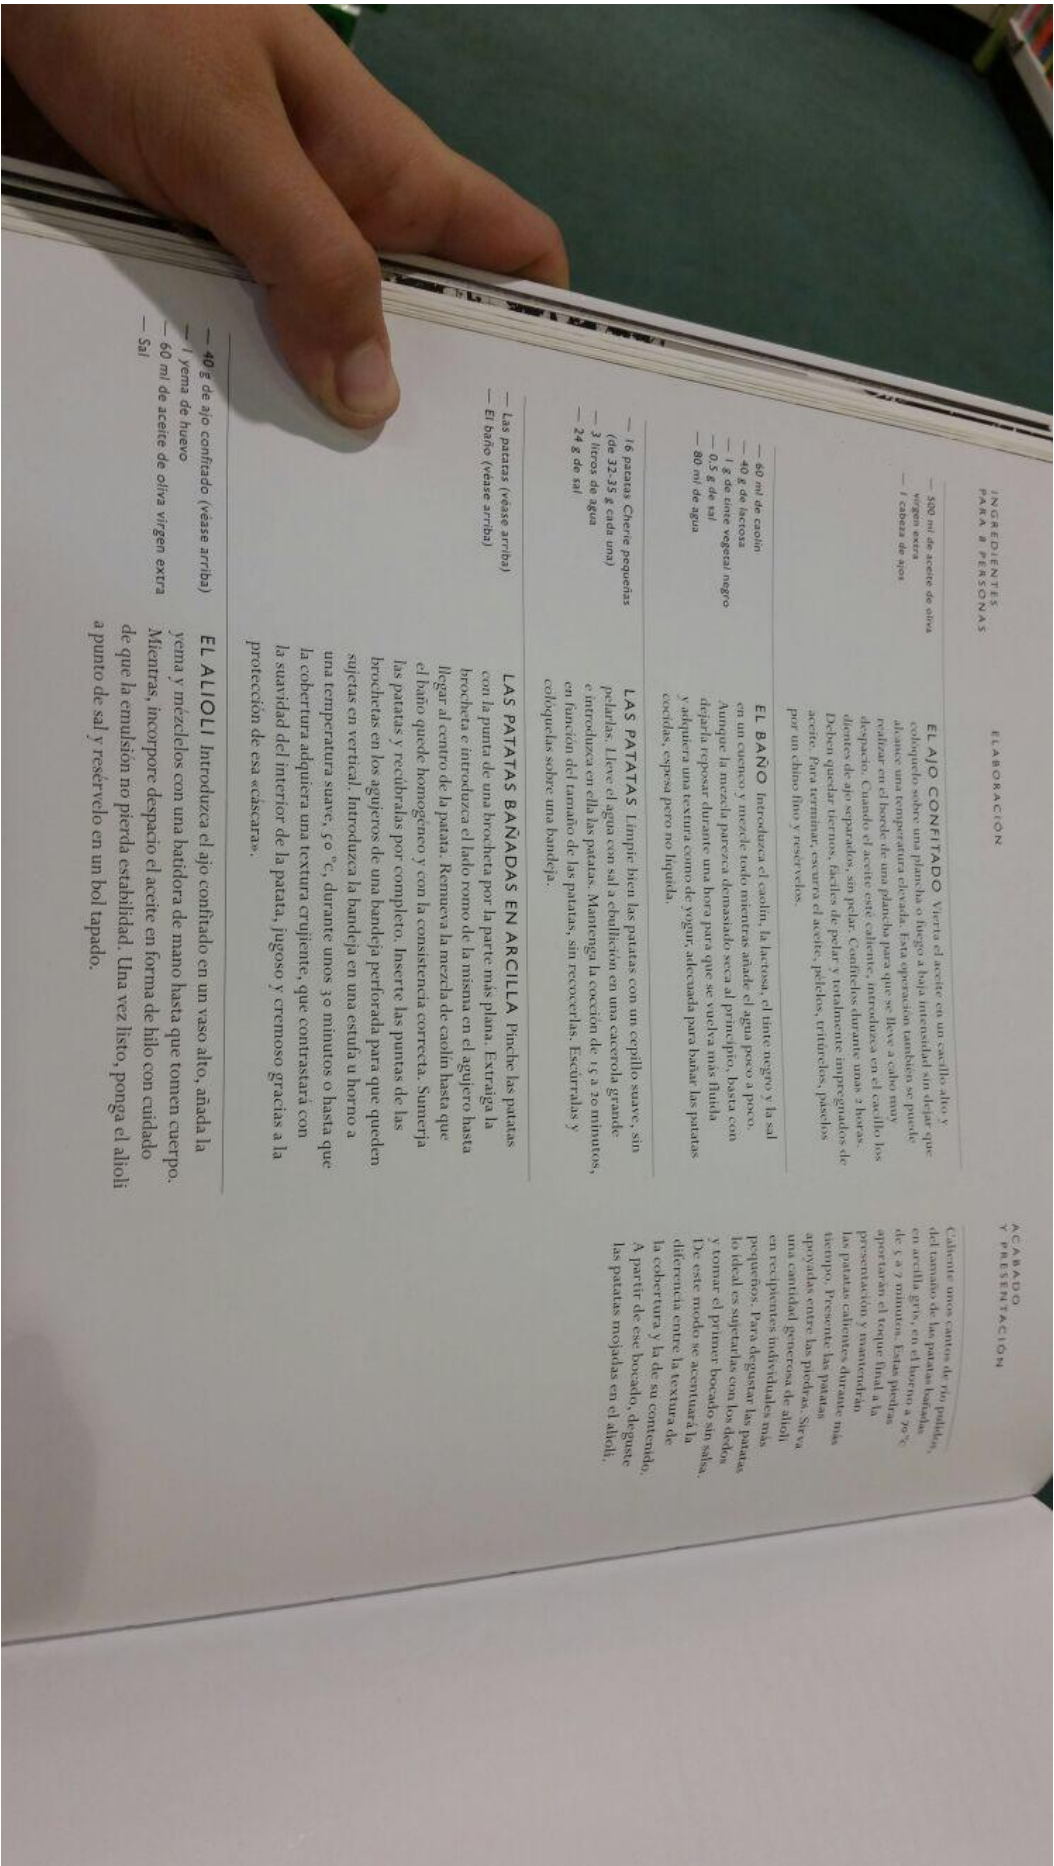 INGREDIENTES
PARA 8 PERSONAS
— 500 ml de aceite de oliva
virgen extra
— 1 cabeza de ajos
— 60 ml de caolín
— 40 g de lactosa
— 1 g de tinte vegetal negro
— 0,5 g de sal
— 80 ml de agua
— 16 patatas Cherie pequeñas
(de 32-35 g cada una)
— 3 litros de agua
— 24 g de sal
— Las patatas (véase arriba)
— El baño (véase arriba)
— 40 g de ajo confitado (véase arriba)
— 1 yema de huevo
— 60 ml de aceite de oliva virgen extra
— Sal
ELABORACIÓN
EL AJO CONFITADO Vierta el aceite en un cacillo alto y
colóquelo sobre una plancha o fuego a baja intensidad sin dejar que
alcance una temperatura elevada. Esta operación también se puede
realizar en el borde de una plancha para que se lleve a cabo muy
despacio. Cuando el aceite esté caliente, introduzca en el cacillo los
dientes de ajo separados, sin pelar. Confítelos durante unas 2 horas.
Deben quedar tiernos, fáciles de pelar y totalmente impregnados de
aceite. Para terminar, escurra el aceite, pélelos, tritúrelos, páselos
por un chino fino y resérvelos.
EL BAÑO Introduzca el caolín, la lactosa, el tinte negro y la sal
en un cuenco y mezcle todo mientras añade el agua poco a poco.
Aunque la mezcla parezca demasiado seca al principio, basta con
dejarla reposar durante una hora para que se vuelva más fluida
y adquiera una textura como de yogur, adecuada para bañar las patatas
cocidas, espesa pero no líquida.
LAS PATATAS Limpie bien las patatas con un cepillo suave, sin
pelarlas. Lleve el agua con sal a ebullición en una cacerola grande
e introduzca en ella las patatas. Mantenga la cocción de 15 a 20 minutos,
en función del tamaño de las patatas, sin recocerlas. Escúrralas y
colóquelas sobre una bandeja.
LAS PATATAS BAÑADAS EN ARCILLA Pinche las patatas
con la punta de una brocheta por la parte más plana. Extraiga la
brocheta e introduzca el lado romo de la misma en el agujero hasta
llegar al centro de la patata. Remueva la mezcla de caolín hasta que
el baño quede homogéneo y con la consistencia correcta. Sumerja
las patatas y recúbralas por completo. Inserte las puntas de las
brochetas en los agujeros de una bandeja perforada para que queden
sujetas en vertical. Introduzca la bandeja en una estufa u horno a
una temperatura suave, 50 °C, durante unos 30 minutos o hasta que
la cobertura adquiera una textura crujiente, que contrastará con
la suavidad del interior de la patata, jugoso y cremoso gracias a la
protección de esa «cáscara».
EL ALIOLI Introduzca el ajo confitado en un vaso alto, añada la
yema y mézclelos con una batidora de mano hasta que tomen cuerpo.
Mientras, incorpore despacio el aceite en forma de hilo con cuidado
de que la emulsión no pierda estabilidad. Una vez listo, ponga el alioli
a punto de sal y resérvelo en un bol tapado.
ACABADO
Y PRESENTACIÓN
Caliente unos cantos de río pulidos,
del tamaño de las patatas bañadas
en arcilla gris, en el horno a 70 °C
de 5 a 7 minutos. Estas piedras
aportarán el toque final a la
presentación y mantendrán
las patatas calientes durante más
tiempo. Presente las patatas
apoyadas entre las piedras. Sirva
una cantidad generosa de alioli
en recipientes individuales más
pequeños. Para degustar las patatas
lo ideal es sujetarlas con los dedos
y tomar el primer bocado sin salsa.
De este modo se acentuará la
diferencia entre la textura de
la cobertura y la de su contenido.
A partir de ese bocado, deguste
las patatas mojadas en el alioli.